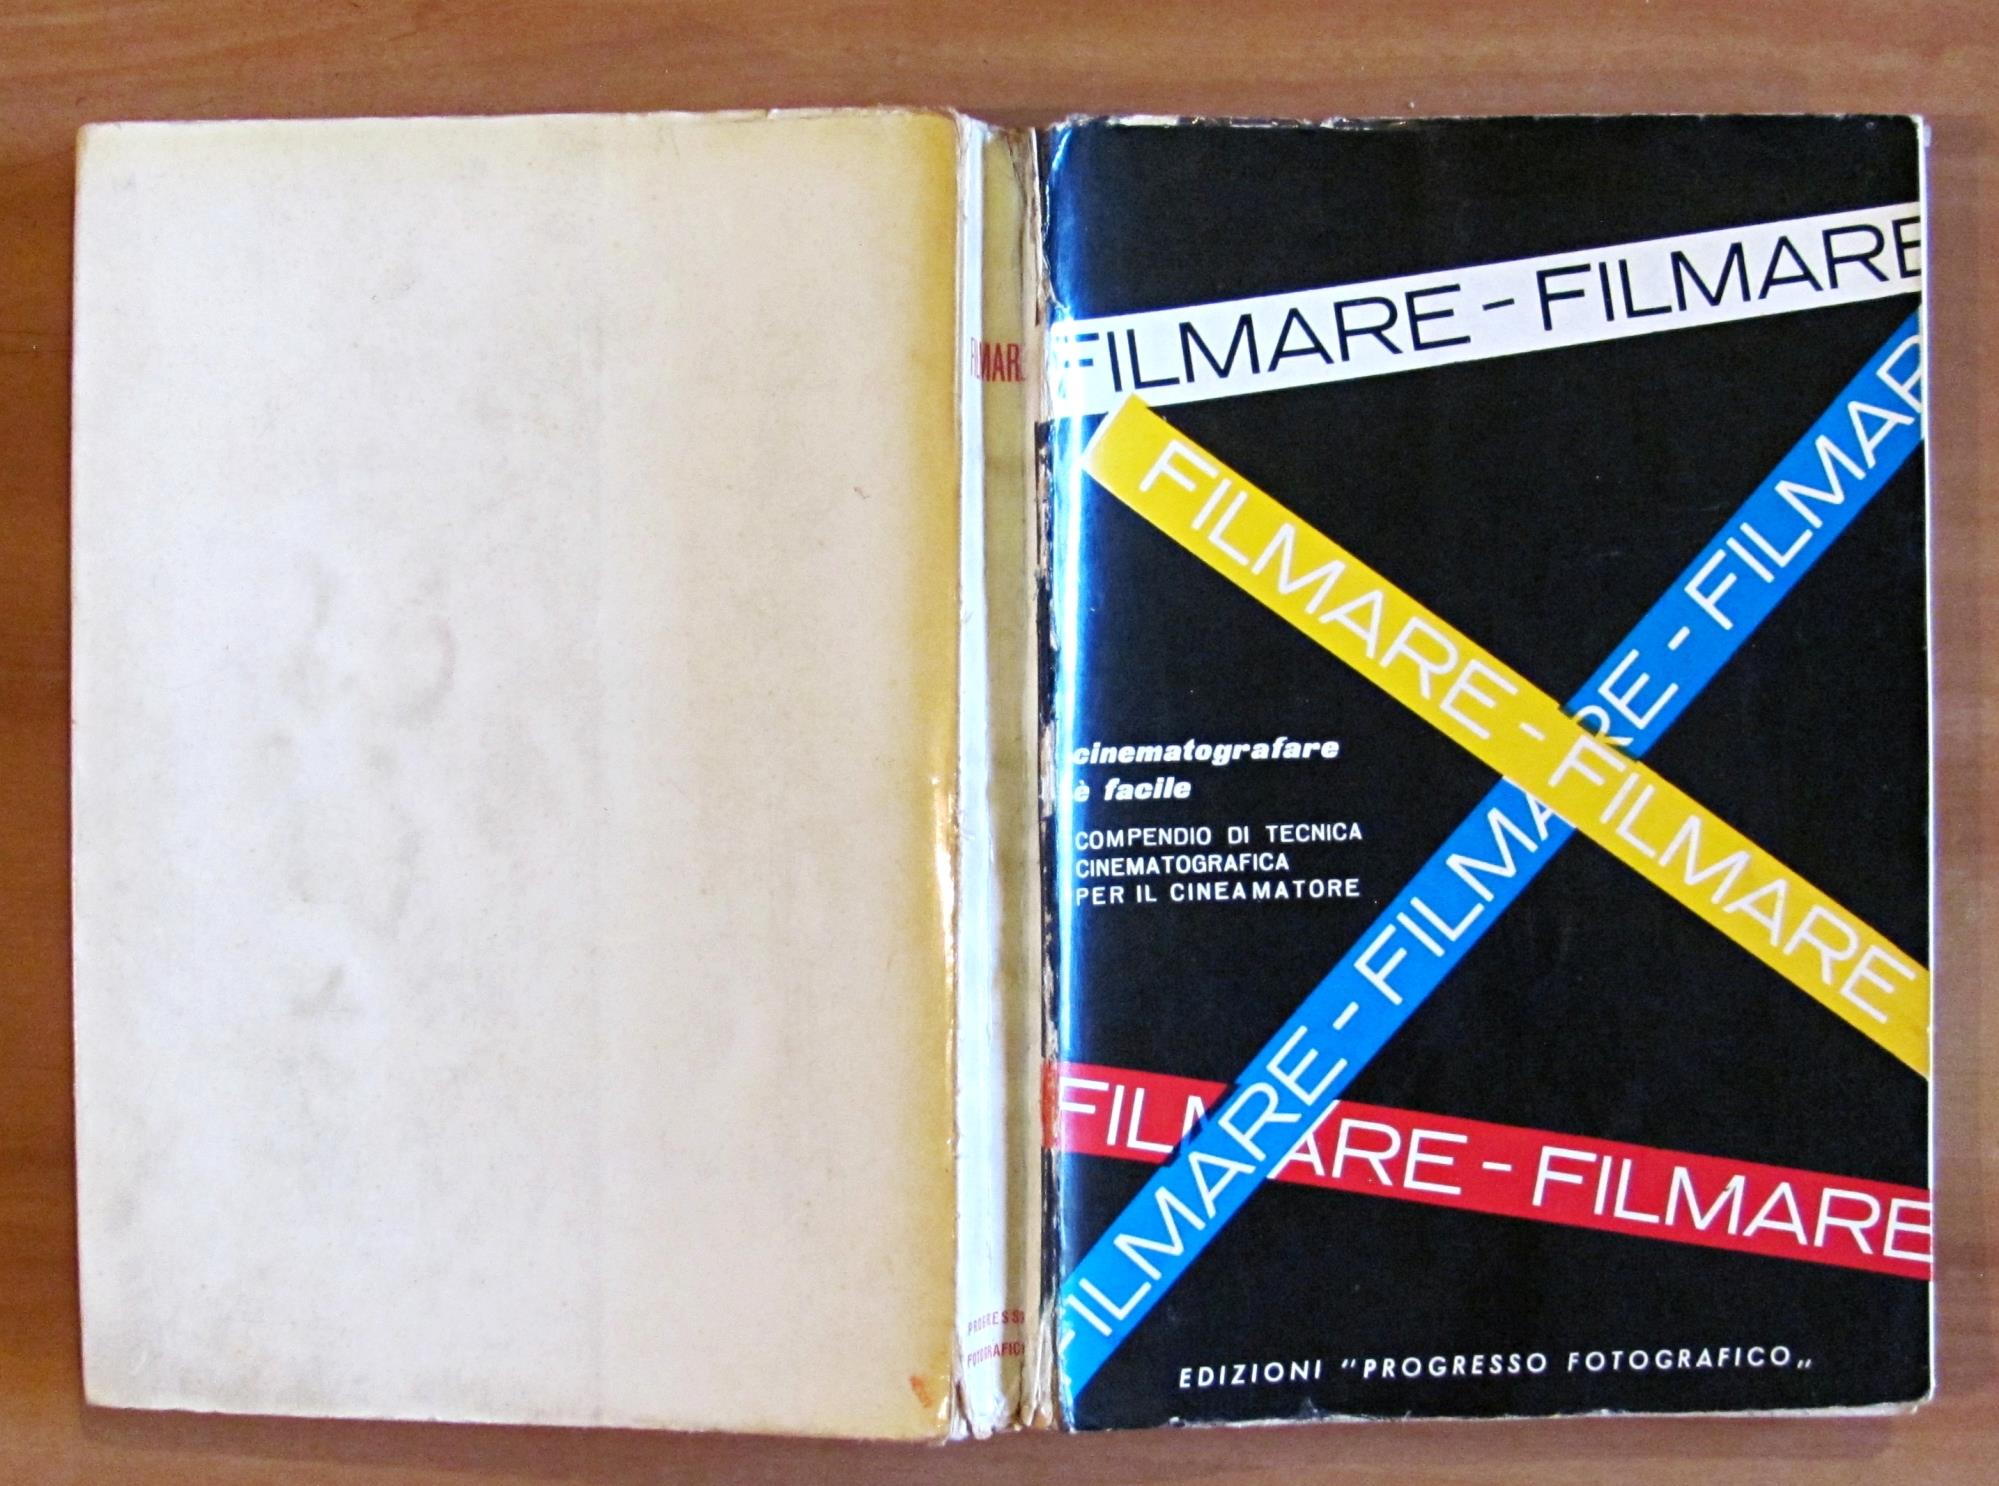 FILMARE
PROGRESSO
FOTOGRAFICO
FILMARE - FILMARE
FILMARE - FILMARE
FILMARE - FILMARE - FILMAR
cinematografare
è facile
COMPENDIO DI TECNICA
CINEMATOGRAFICA
PER IL CINEAMATORE
FILMARE - FILMARE
EDIZIONI "PROGRESSO FOTOGRAFICO„